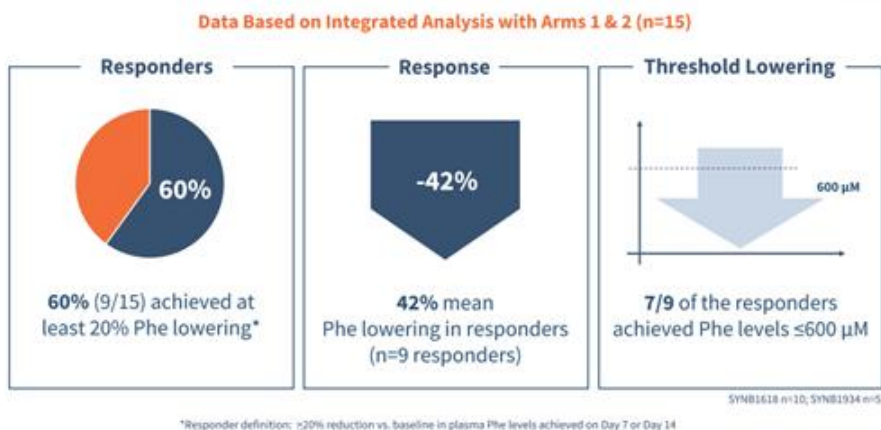 Data Based on Integrated Analysis with Arms 1 & 2 (n=15)
Responders
60%
60% (9/15) achieved at
least 20% Phe lowering*
Response
-42%
42% mean
Phe lowering in responders
(n=9 responders)
Threshold Lowering
600 µM
7/9 of the responders
achieved Phe levels ≤600 µM
SYNB1618 n=10; SYNB1934 n=5
*Responder definition: ≥20% reduction vs. baseline in plasma Phe levels achieved on Day 7 or Day 14